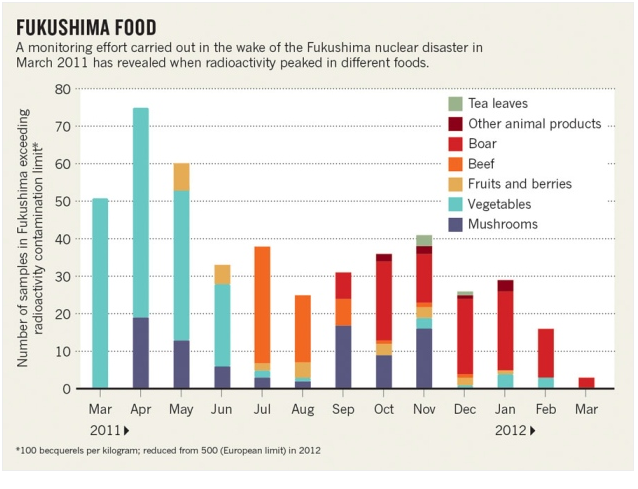 FUKUSHIMA FOOD
A monitoring effort carried out in the wake of the Fukushima nuclear disaster in
March 2011 has revealed when radioactivity peaked in different foods.
Number of samples in Fukushima exceeding
radioactivity contamination limit*
80
70
60
50
40
30
20
10
0
Tea leaves
Other animal products
Boar
Beef
Fruits and berries
Vegetables
Mushrooms
Mar Apr May Jun Jul Aug Sep Oct Nov Dec Jan Feb Mar
2011 2012
*100 becquerels per kilogram; reduced from 500 (European limit) in 2012